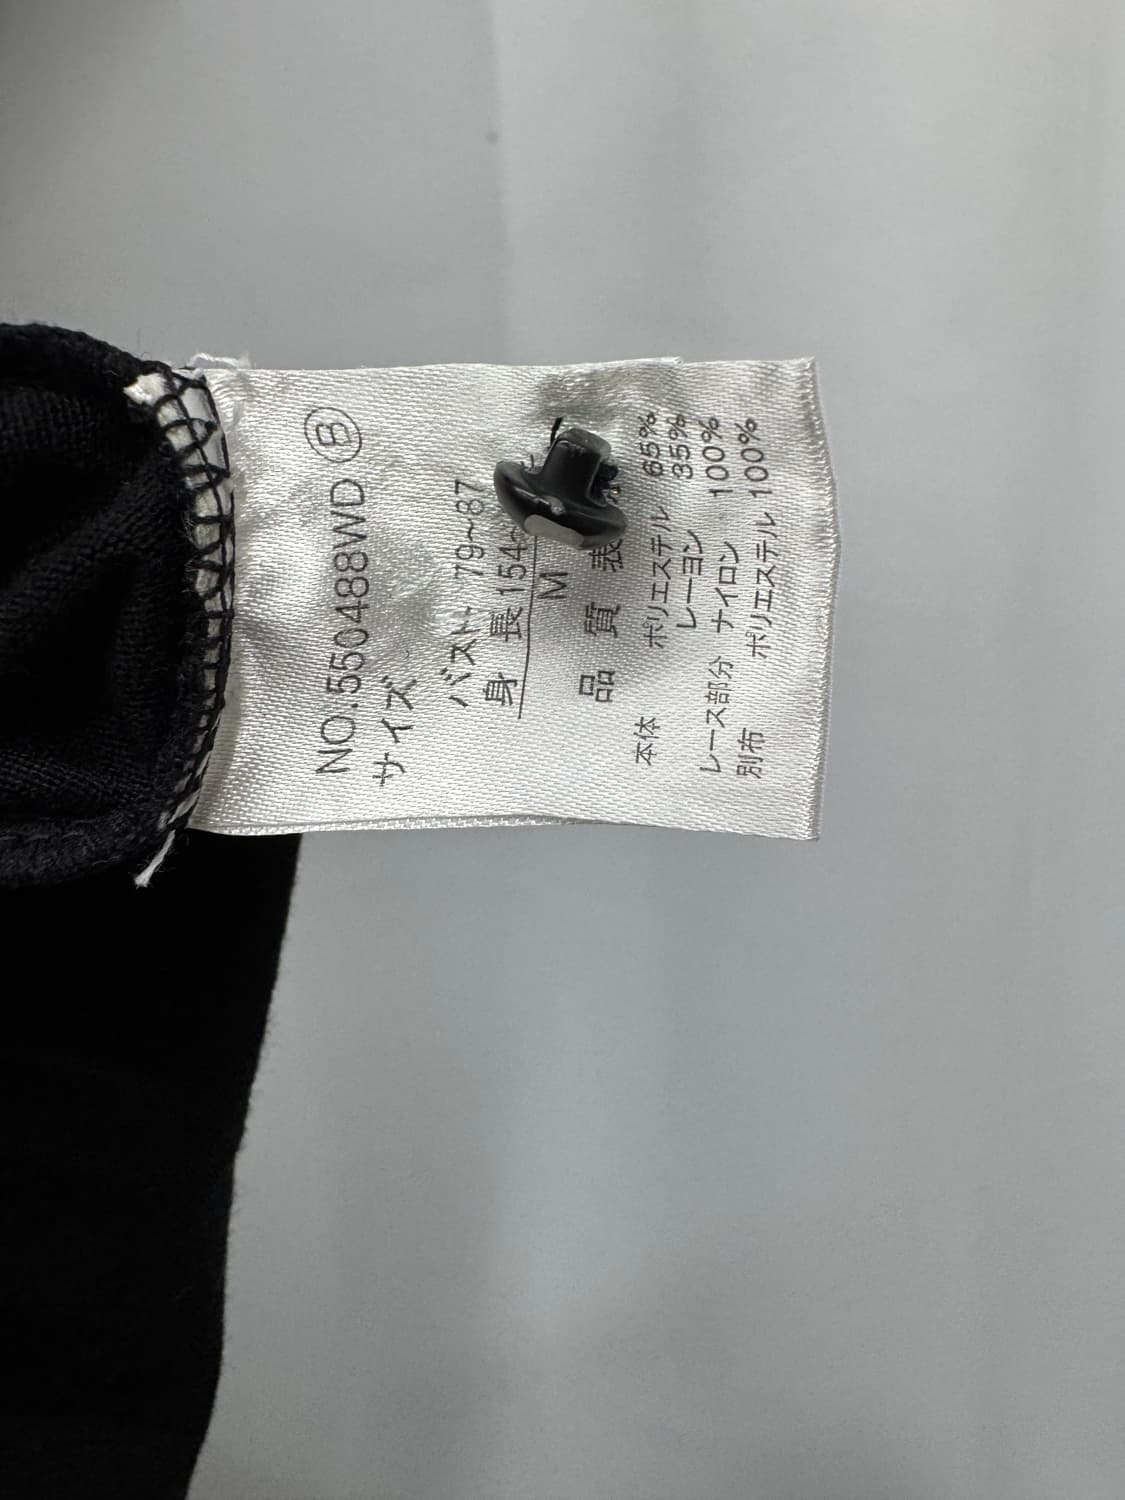 NO.550488WD Ⓑ
サイズ
バスト 79~87
身 長 154~
M
品 質 表
本体 ポリエステル 65%
レーヨン 35%
レース部分 ナイロン 100%
別布 ポリエステル 100%